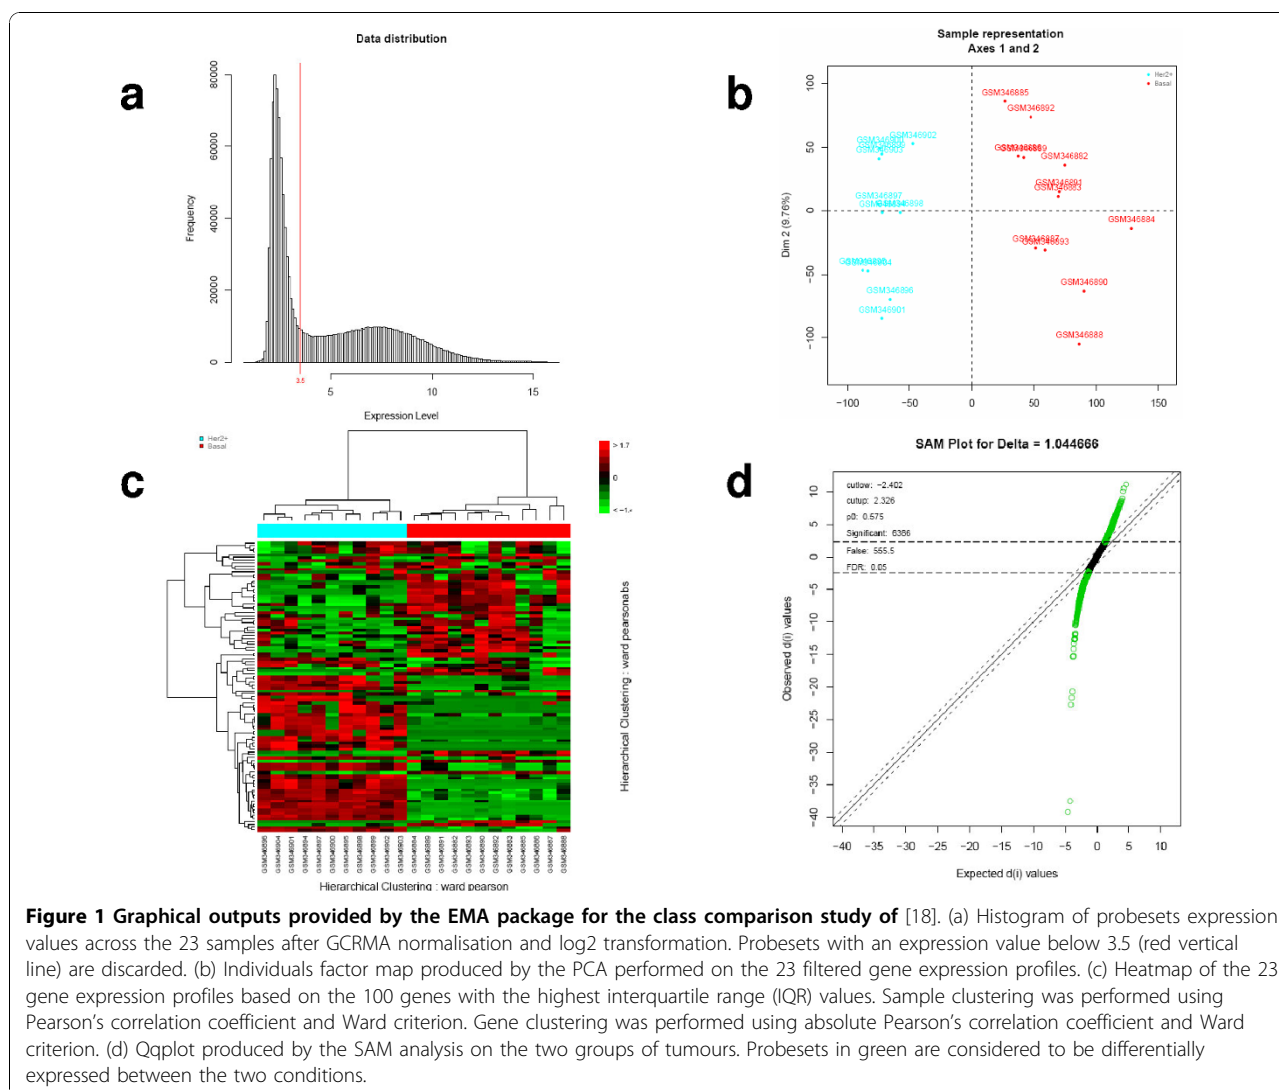 Data distribution
a
80000
60000
40000
20000
0
Frequency
3.5
5
10
15
Expression Level
Sample representation
Axes 1 and 2
b
Her2+
Basal
GSM346885
GSM346892
GSM346902
GSM346903
GSM346882
GSM346891
GSM346883
GSM346897
GSM346898
GSM346884
GSM346887
GSM346893
GSM346890
GSM346901
GSM346888
100
50
0
−50
−100
Dim 2 (9.76%)
−100
−50
0
50
100
150
c
Her2+
Basal
> 1.7
0
Hierarchical Clustering : ward pearsonabs
Hierarchical Clustering : ward pearson
SAM Plot for Delta = 1.044666
d
cutlow: −2.402
cutup: 2.326
p0: 0.575
Significant: 6366
False: 555.5
FDR: 0.05
10
5
0
−5
−10
−15
−20
−25
−30
−35
−40
Observed d(i) values
−40
−35
−30
−25
−20
−15
−10
−5
0
5
10
Expected d(i) values
Figure 1 Graphical outputs provided by the EMA package for the class comparison study of [18]. (a) Histogram of probesets expression
values across the 23 samples after GCRMA normalisation and log2 transformation. Probesets with an expression value below 3.5 (red vertical
line) are discarded. (b) Individuals factor map produced by the PCA performed on the 23 filtered gene expression profiles. (c) Heatmap of the 23
gene expression profiles based on the 100 genes with the highest interquartile range (IQR) values. Sample clustering was performed using
Pearson's correlation coefficient and Ward criterion. Gene clustering was performed using absolute Pearson's correlation coefficient and Ward
criterion. (d) Qqplot produced by the SAM analysis on the two groups of tumours. Probesets in green are considered to be differentially
expressed between the two conditions.